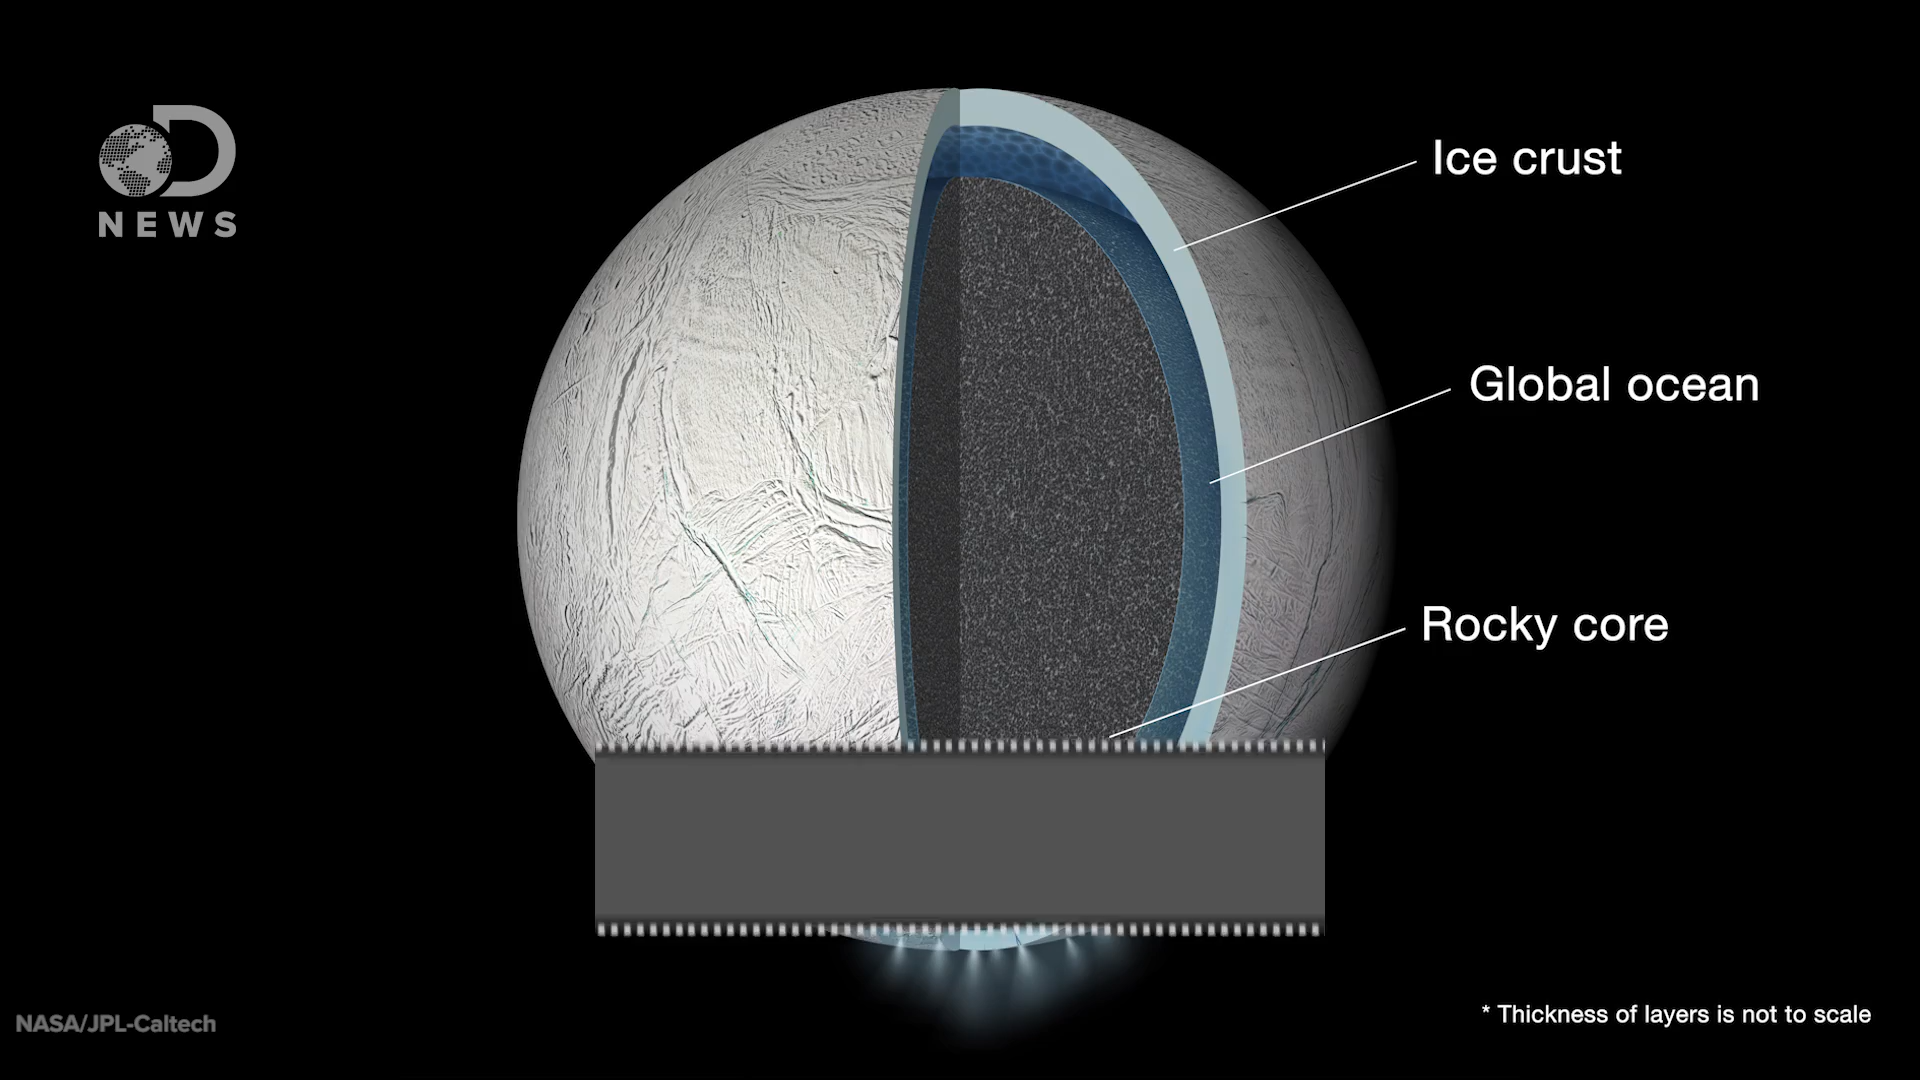 NEWS
Ice crust
Global ocean
Rocky core
NASA/JPL-Caltech
* Thickness of layers is not to scale